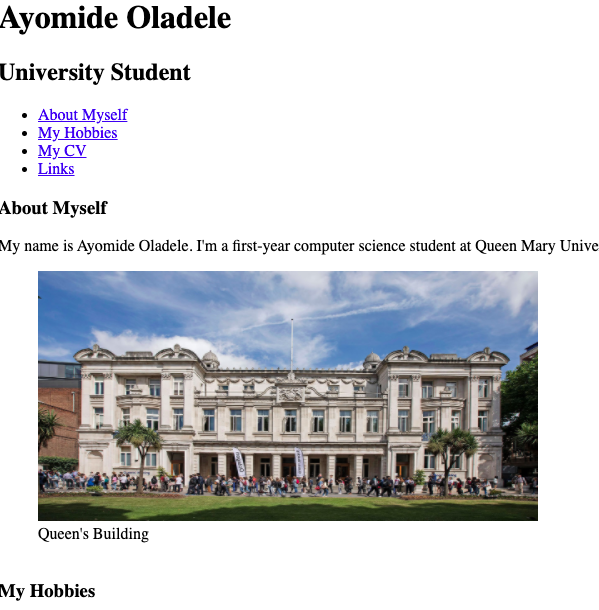 Ayomide Oladele
University Student
About Myself
My Hobbies
My CV
Links
About Myself
My name is Ayomide Oladele. I'm a first-year computer science student at Queen Mary Unive
Queen's Building
My Hobbies